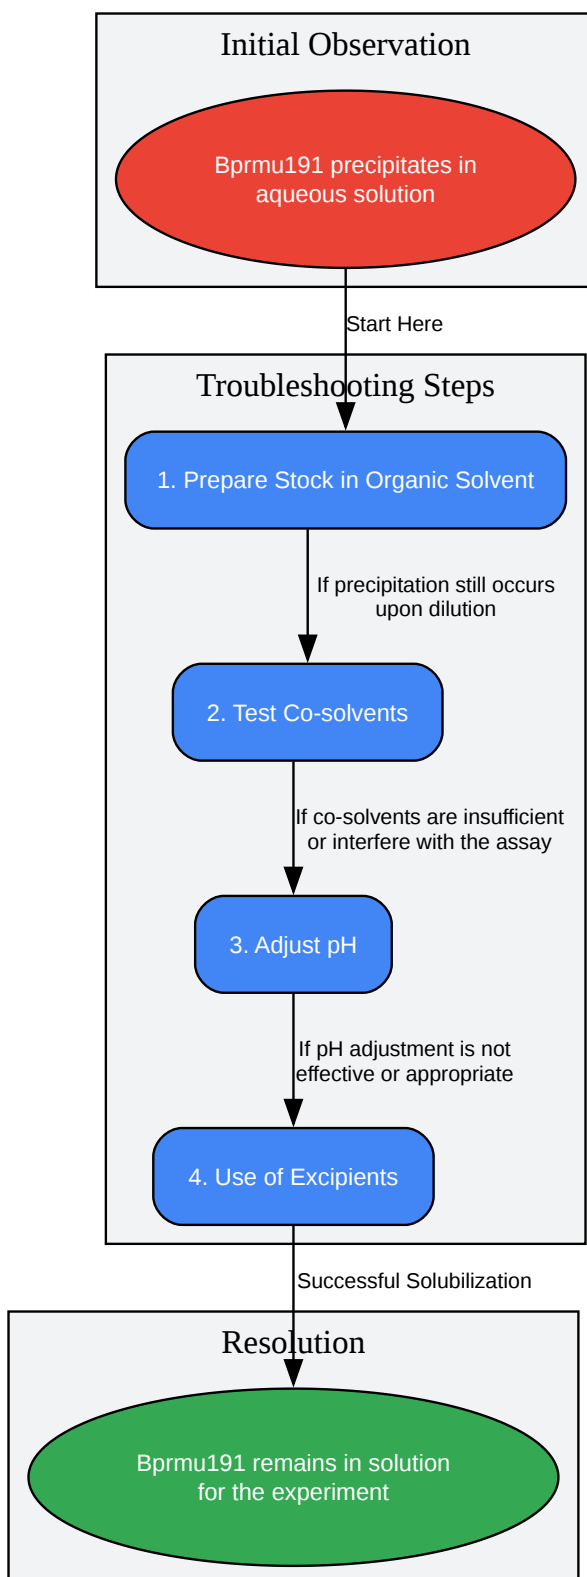 Initial Observation
Bprmu191 precipitates in
aqueous solution
Start Here
Troubleshooting Steps
1. Prepare Stock in Organic Solvent
If precipitation still occurs
upon dilution
2. Test Co-solvents
If co-solvents are insufficient
or interfere with the assay
3. Adjust pH
If pH adjustment is not
effective or appropriate
4. Use of Excipients
Successful Solubilization
Resolution
Bprmu191 remains in solution
for the experiment